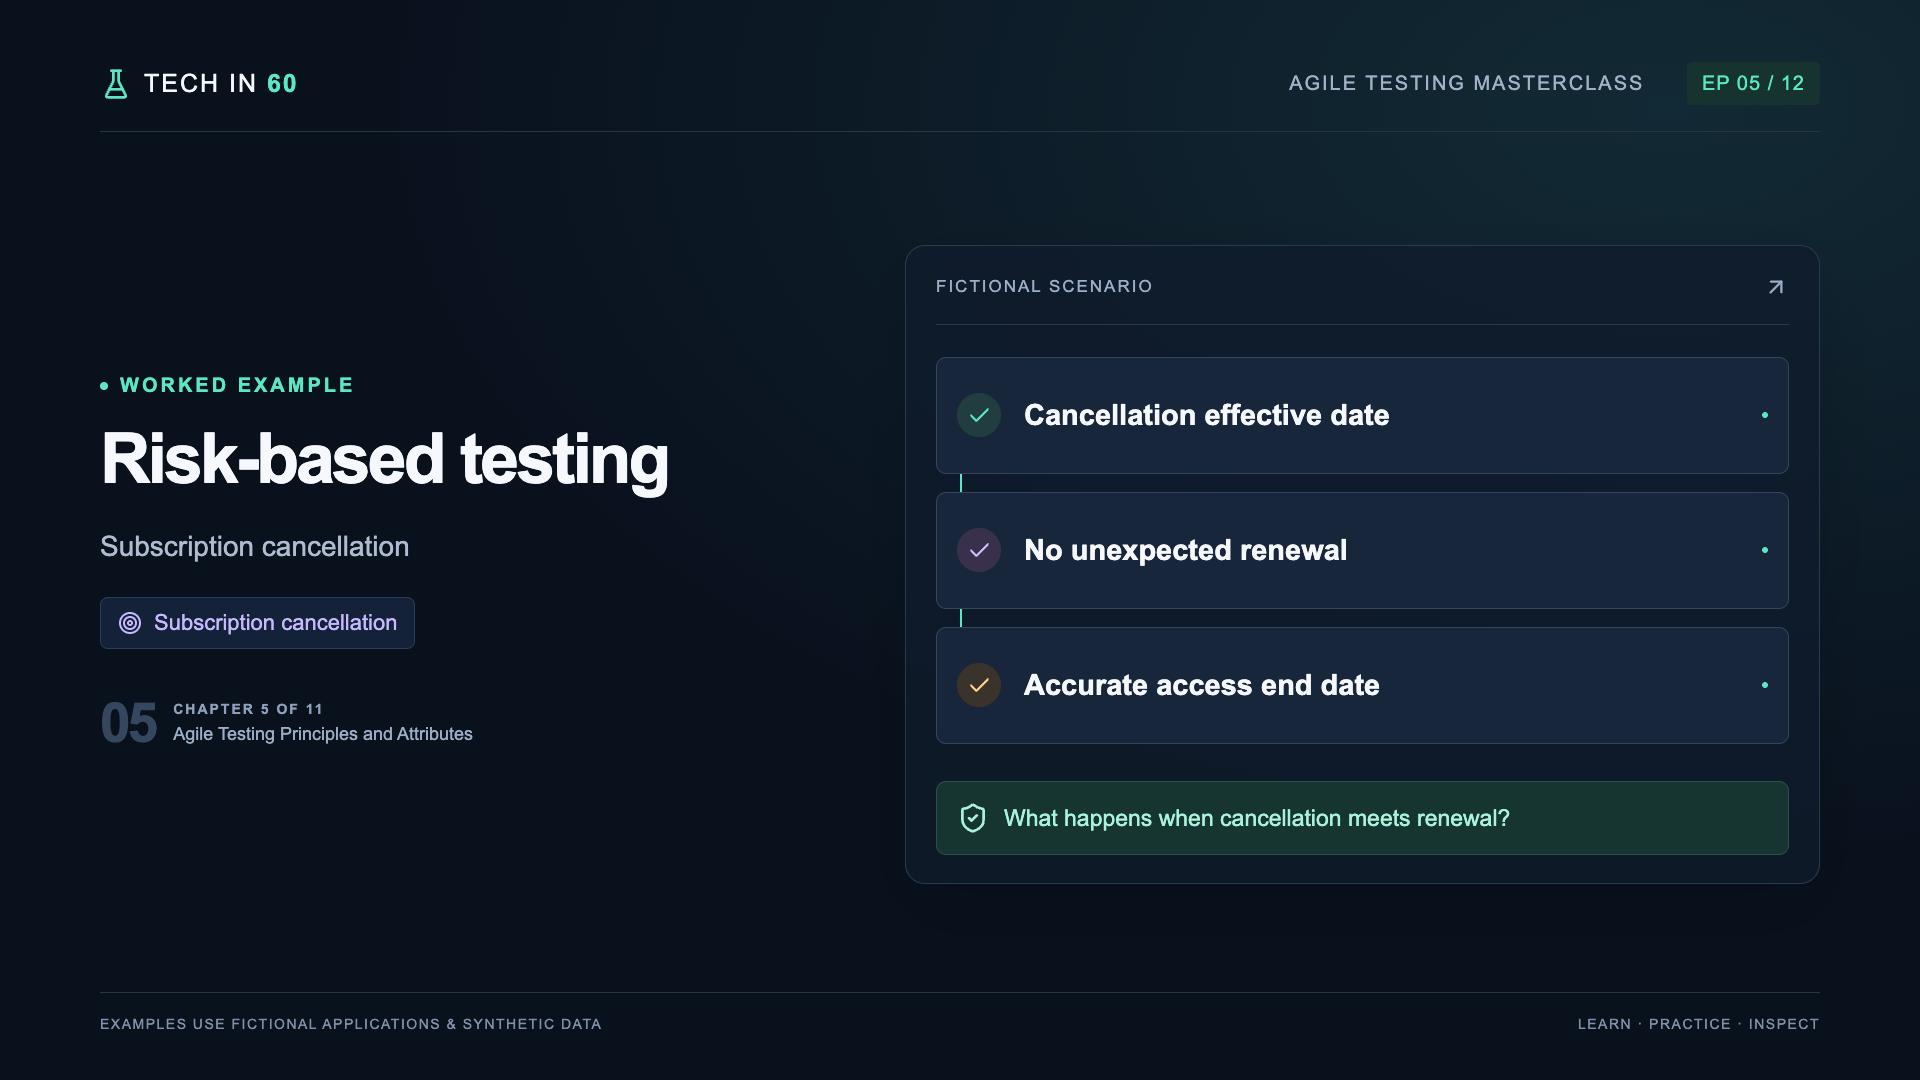 TECH IN 60
AGILE TESTING MASTERCLASS
EP 05 / 12
WORKED EXAMPLE
Risk-based testing
Subscription cancellation
Subscription cancellation
05
CHAPTER 5 OF 11
Agile Testing Principles and Attributes
FICTIONAL SCENARIO
Cancellation effective date
No unexpected renewal
Accurate access end date
What happens when cancellation meets renewal?
EXAMPLES USE FICTIONAL APPLICATIONS & SYNTHETIC DATA
LEARN · PRACTICE · INSPECT